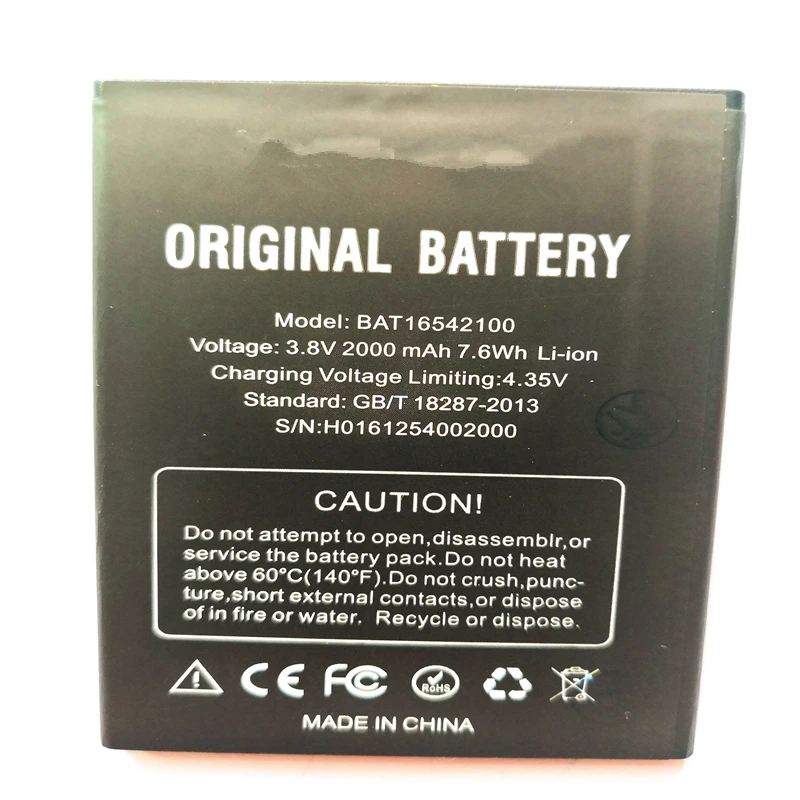 ORIGINAL BATTERY
Model: BAT16542100
Voltage: 3.8V 2000 mAh 7.6Wh Li-ion
Charging Voltage Limiting:4.35V
Standard: GB/T 18287-2013
S/N:H0161254002000
CAUTION!
Do not attempt to open,disassemblr,or
service the battery pack.Do not heat
above 60°C(140°F).Do not crush,punc-
ture,short external contacts,or dispose
of in fire or water. Recycle or dispose.
CE FC RoHS
MADE IN CHINA